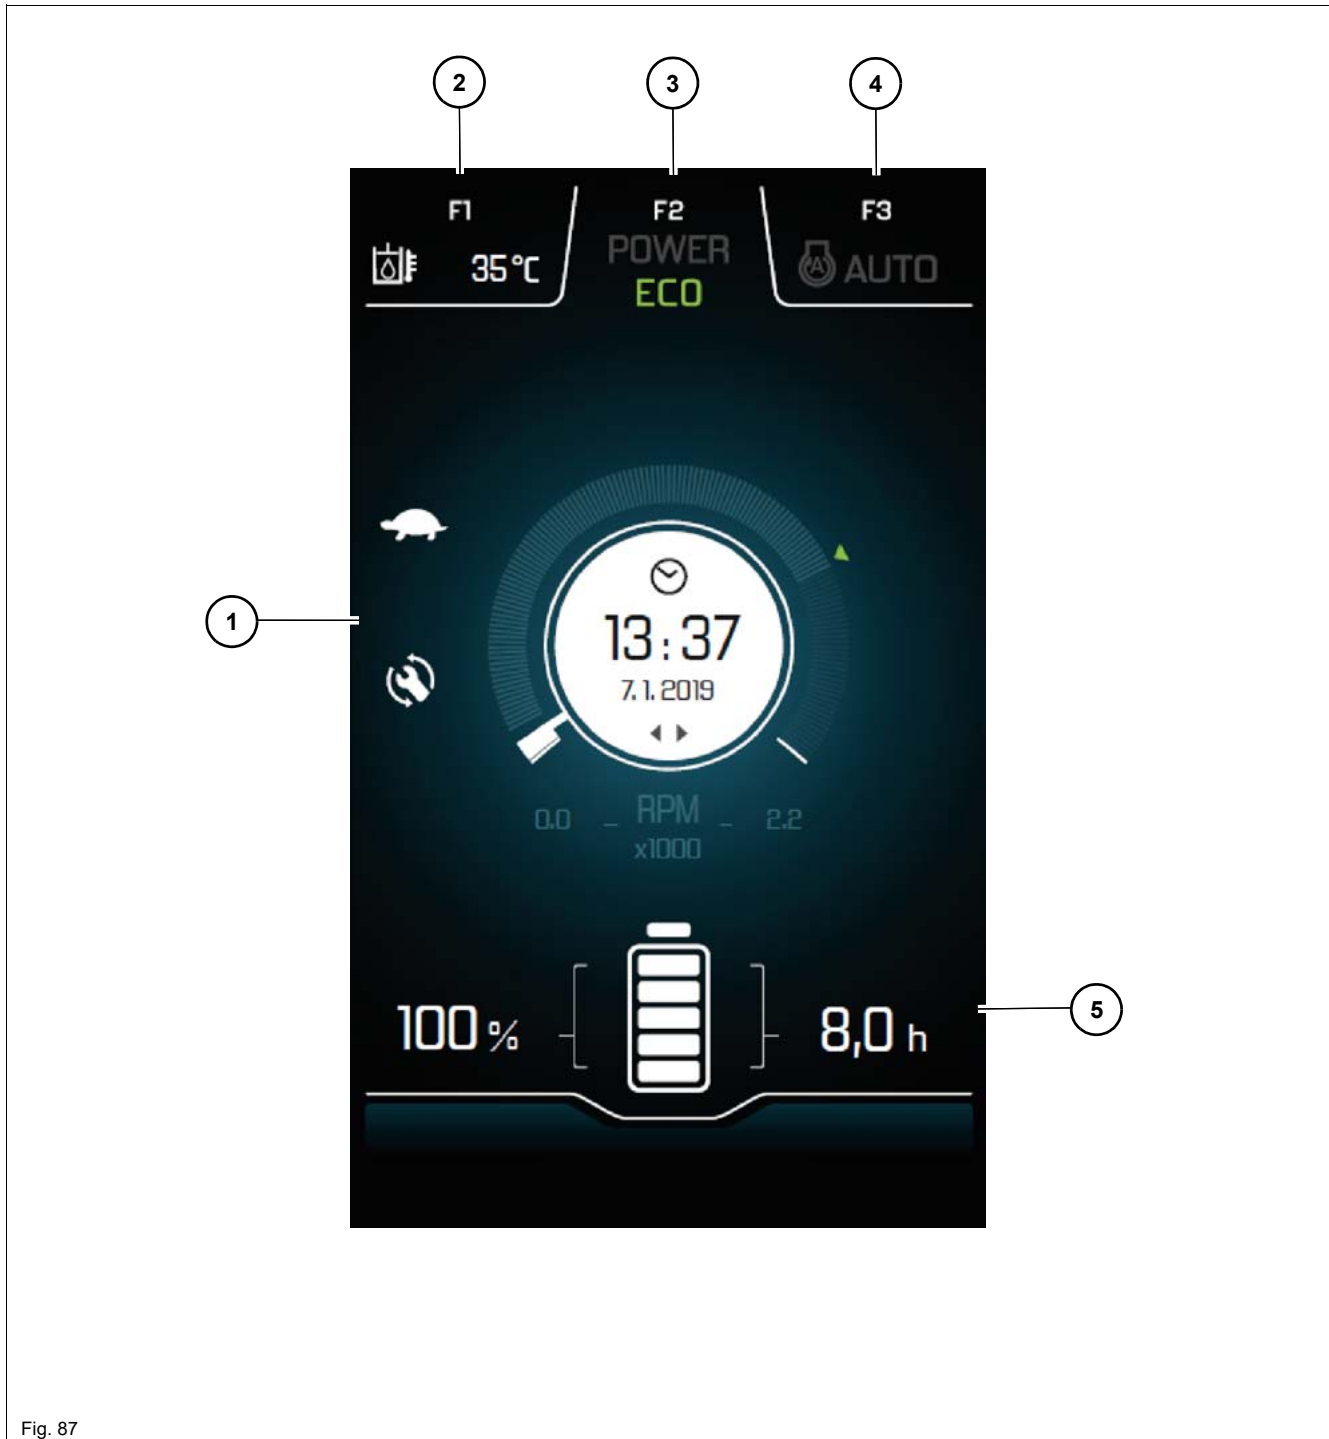 2 3 4
F1 F2 F3
35°C POWER AUTO
ECO
1
13:37
7.1.2019
0.0 – RPM – 2.2
x1000
5
100 % 8,0 h
Fig. 87